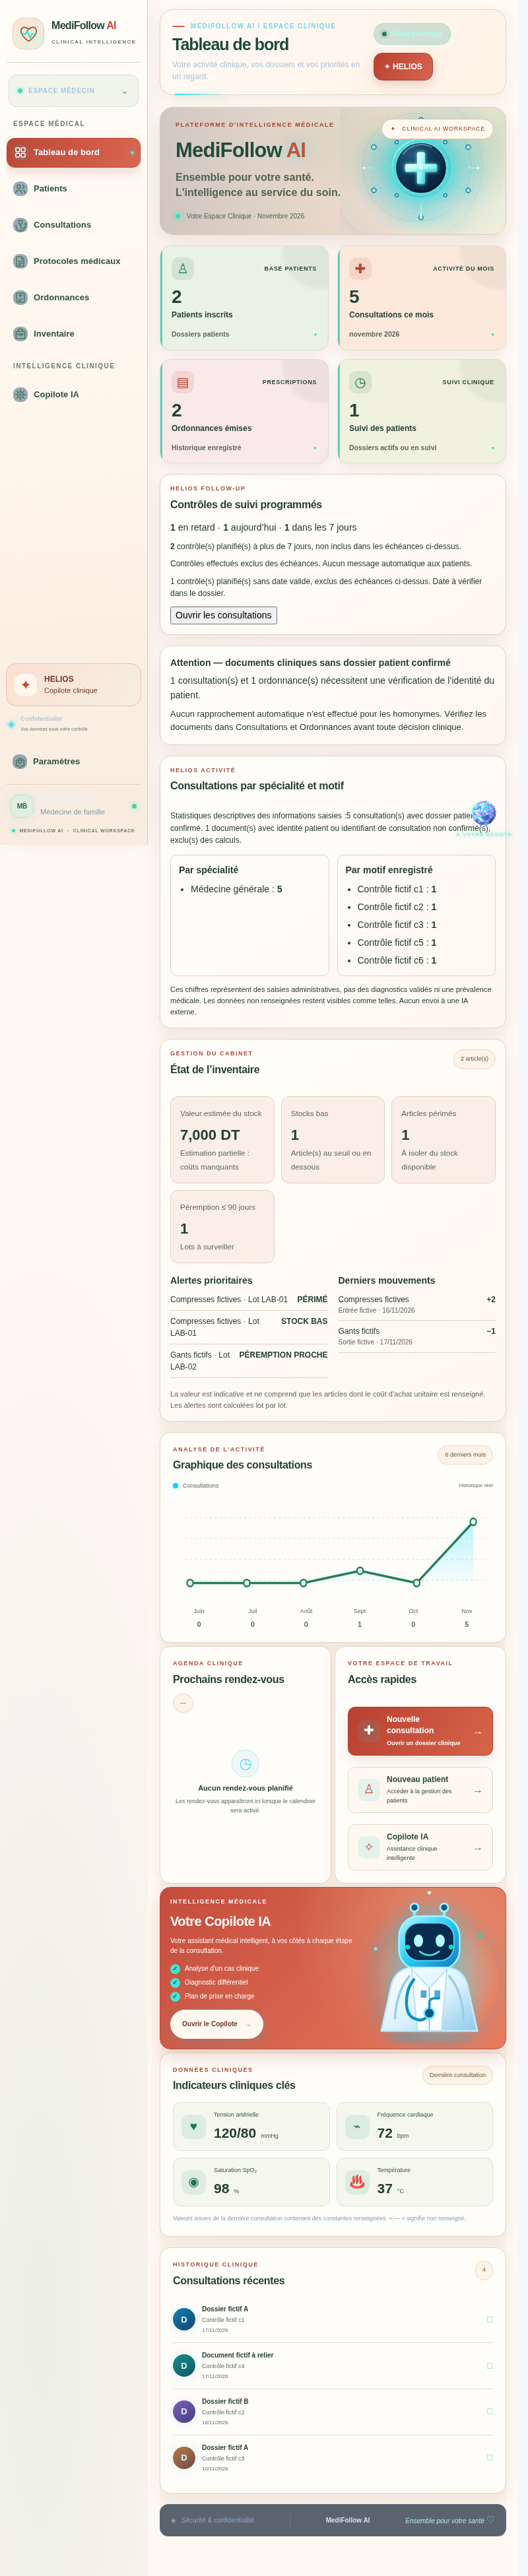 MediFollow AI
CLINICAL INTELLIGENCE
ESPACE MÉDECIN
ESPACE MÉDICAL
Tableau de bord
Patients
Consultations
Protocoles médicaux
Ordonnances
Inventaire
INTELLIGENCE CLINIQUE
Copilote IA
HELIOS
Copilote clinique
Confidentialité
Vos données sous votre contrôle
Paramètres
MB
Médecine de famille
MEDIFOLLOW AI · CLINICAL WORKSPACE
MEDIFOLLOW AI / ESPACE CLINIQUE
Tableau de bord
Votre activité clinique, vos dossiers et vos priorités en
un regard.
✦ HELIOS
PLATEFORME D'INTELLIGENCE MÉDICALE
✦ CLINICAL AI WORKSPACE
MediFollow AI
Ensemble pour votre santé.
L'intelligence au service du soin.
Votre Espace Clinique · Novembre 2026
BASE PATIENTS
2
Patients inscrits
Dossiers patients
ACTIVITÉ DU MOIS
5
Consultations ce mois
novembre 2026
PRESCRIPTIONS
2
Ordonnances émises
Historique enregistré
SUIVI CLINIQUE
1
Suivi des patients
Dossiers actifs ou en suivi
HELIOS FOLLOW-UP
Contrôles de suivi programmés
1 en retard · 1 aujourd’hui · 1 dans les 7 jours
2 contrôle(s) planifié(s) à plus de 7 jours, non inclus dans les échéances ci-dessus.
Contrôles effectués exclus des échéances. Aucun message automatique aux patients.
1 contrôle(s) planifié(s) sans date valide, exclus des échéances ci-dessus. Date à vérifier
dans le dossier.
Ouvrir les consultations
Attention — documents cliniques sans dossier patient confirmé
1 consultation(s) et 1 ordonnance(s) nécessitent une vérification de l’identité du
patient.
Aucun rapprochement automatique n’est effectué pour les homonymes. Vérifiez les
documents dans Consultations et Ordonnances avant toute décision clinique.
HELIOS ACTIVITÉ
Consultations par spécialité et motif
Statistiques descriptives des informations saisies :5 consultation(s) avec dossier patient
confirmé. 1 document(s) avec identité patient ou identifiant de consultation non confirmé(s),
exclu(s) des calculs.
Par spécialité
• Médecine générale : 5
Par motif enregistré
• Contrôle fictif c1 : 1
• Contrôle fictif c2 : 1
• Contrôle fictif c3 : 1
• Contrôle fictif c5 : 1
• Contrôle fictif c6 : 1
Ces chiffres représentent des saisies administratives, pas des diagnostics validés ni une prévalence
médicale. Les données non renseignées restent visibles comme telles. Aucun envoi à une IA
externe.
GESTION DU CABINET
État de l’inventaire
2 article(s)
Valeur estimée du stock
7,000 DT
Estimation partielle :
coûts manquants
Stocks bas
1
Article(s) au seuil ou en
dessous
Articles périmés
1
À isoler du stock
disponible
Péremption ≤ 90 jours
1
Lots à surveiller
Alertes prioritaires
Compresses fictives · Lot LAB-01 PÉRIMÉ
Compresses fictives · Lot
LAB-01 STOCK BAS
Gants fictifs · Lot
LAB-02 PÉREMPTION PROCHE
Derniers mouvements
Compresses fictives +2
Entrée fictive · 16/11/2026
Gants fictifs −1
Sortie fictive · 17/11/2026
La valeur est indicative et ne comprend que les articles dont le coût d’achat unitaire est renseigné.
Les alertes sont calculées lot par lot.
ANALYSE DE L'ACTIVITÉ
Graphique des consultations
6 derniers mois
Consultations
Historique réel
Juin Juil Août Sept Oct Nov
0 0 0 1 0 5
AGENDA CLINIQUE
Prochains rendez-vous
—
Aucun rendez-vous planifié
Les rendez-vous apparaîtront ici lorsque le calendrier
sera activé.
VOTRE ESPACE DE TRAVAIL
Accès rapides
Nouvelle
consultation
Ouvrir un dossier clinique
→
Nouveau patient
Accéder à la gestion des
patients
→
Copilote IA
Assistance clinique
intelligente
→
INTELLIGENCE MÉDICALE
Votre Copilote IA
Votre assistant médical intelligent, à vos côtés à chaque étape
de la consultation.
✓ Analyse d'un cas clinique
✓ Diagnostic différentiel
✓ Plan de prise en charge
Ouvrir le Copilote →
DONNÉES CLINIQUES
Indicateurs cliniques clés
Dernière consultation
Tension artérielle
120/80 mmHg
Fréquence cardiaque
72 bpm
Saturation SpO₂
98 %
Température
37 °C
Valeurs issues de la dernière consultation contenant des constantes renseignées. « — » signifie non renseigné.
HISTORIQUE CLINIQUE
Consultations récentes
4
D
Dossier fictif A
Contrôle fictif c1
17/11/2026
D
Document fictif à relier
Contrôle fictif c4
17/11/2026
D
Dossier fictif B
Contrôle fictif c2
16/11/2026
D
Dossier fictif A
Contrôle fictif c3
10/11/2026
Sécurité & confidentialité
MediFollow AI
Ensemble pour votre santé ♡